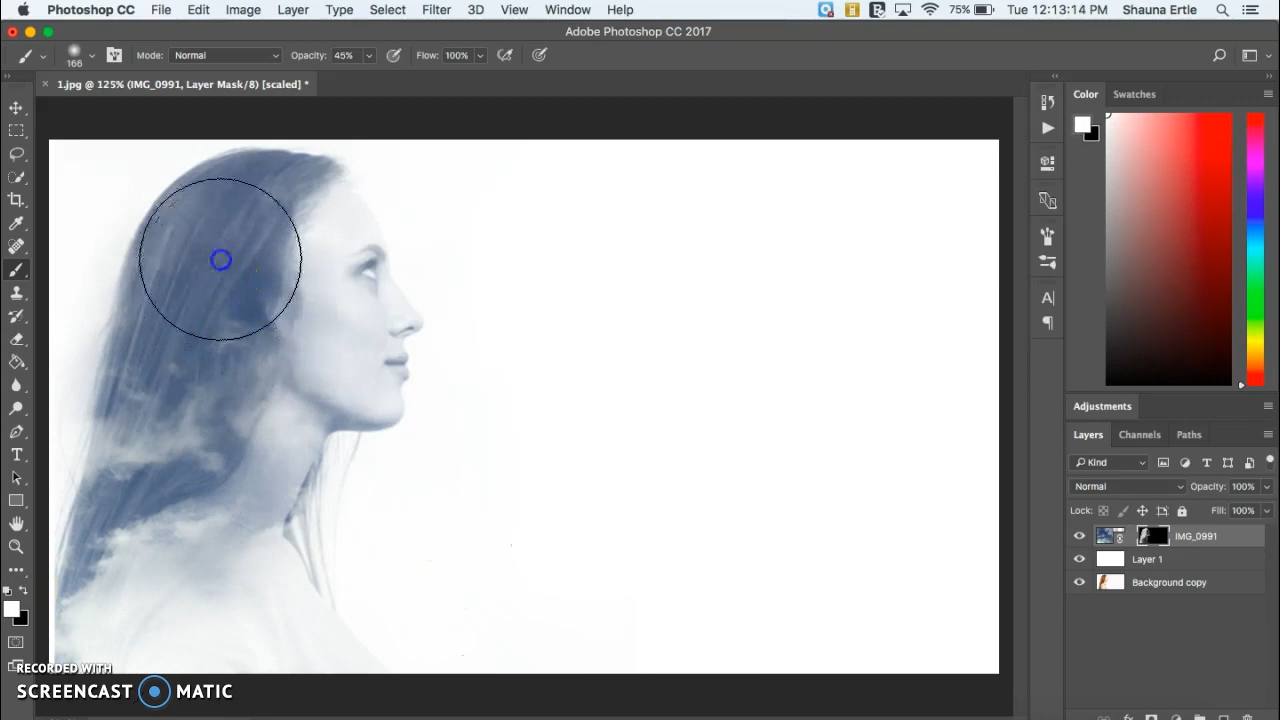 Photoshop CC File Edit Image Layer Type Select Filter 3D View Window Help 75% Tue 12:13:14 PM Shauna Ertle
Adobe Photoshop CC 2017
166 Mode: Normal Opacity: 45% Flow: 100%
1.jpg @ 125% (IMG_0991, Layer Mask/8) [scaled] *
Color Swatches
Adjustments
Layers Channels Paths
Kind
Normal Opacity: 100%
Lock: Fill: 100%
IMG_0991
Layer 1
Background copy
RECORDED WITH
SCREENCAST MATIC